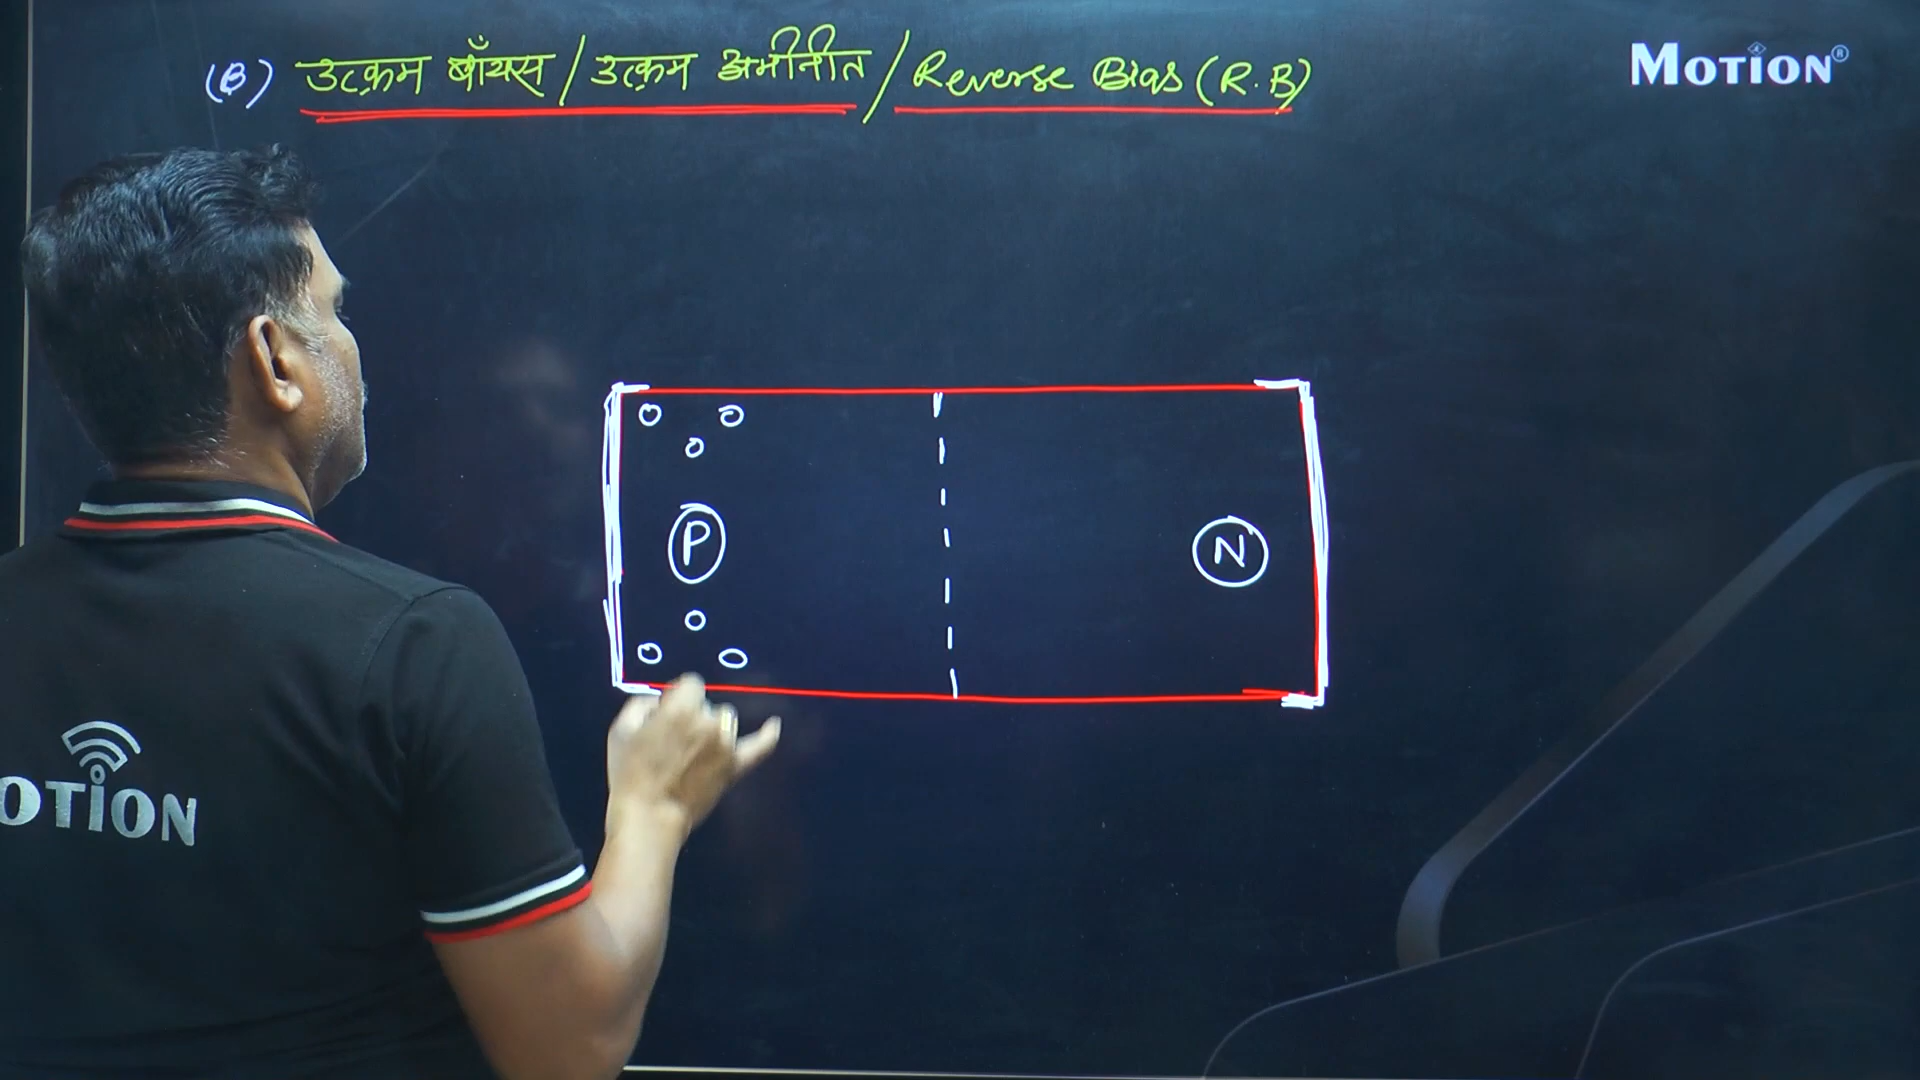 (B) उत्क्रम बाँयस / उत्क्रम अभीनीत / Reverse Bias (R.B)
MOTION®
P
N
OTION